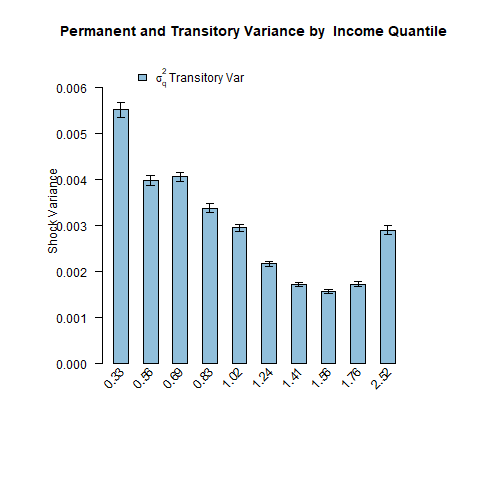 Permanent and Transitory Variance by  Income Quantile
σ²q Transitory Var
Shock Variance
0.006
0.005
0.004
0.003
0.002
0.001
0.000
0.33 0.56 0.69 0.83 1.02 1.24 1.41 1.56 1.76 2.52